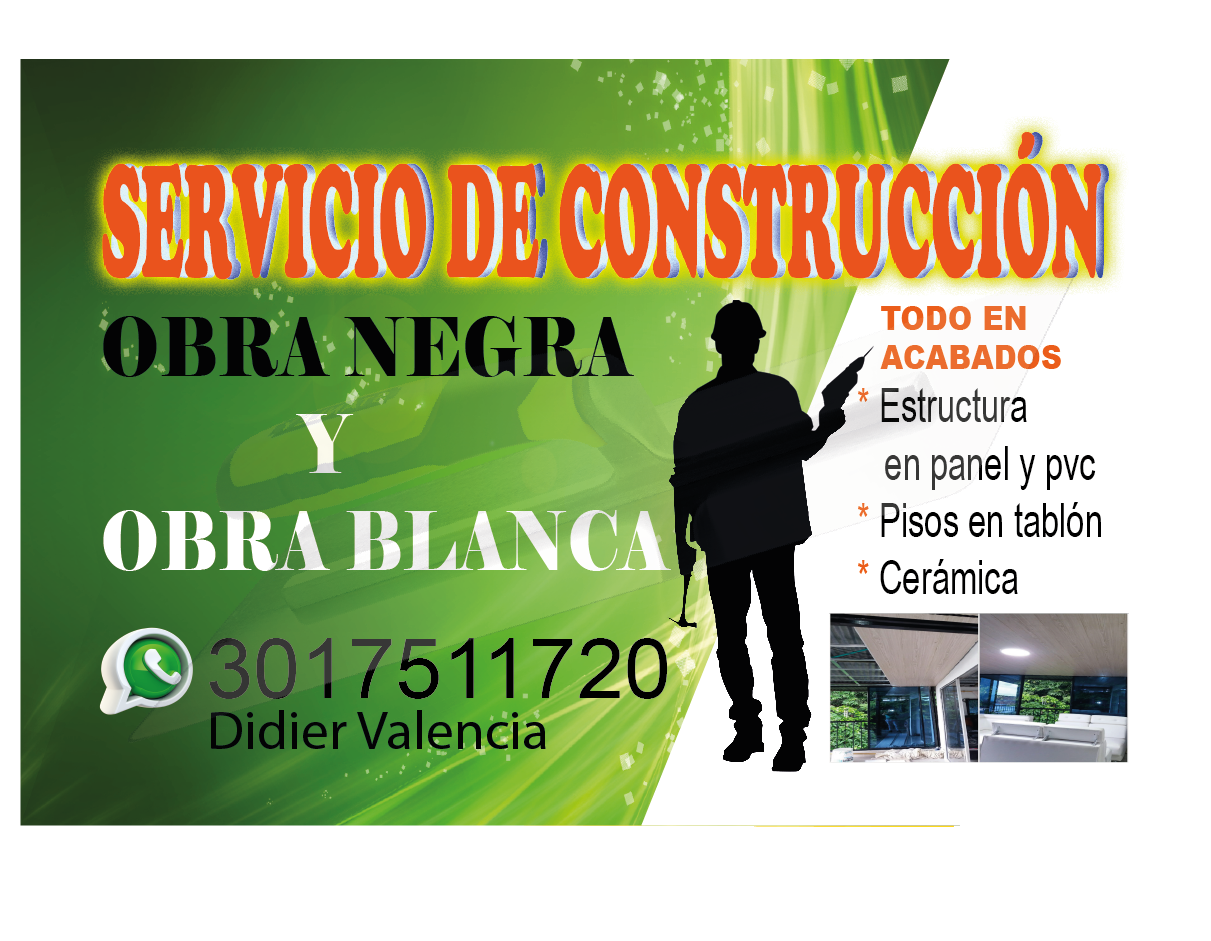 SERVICIO DE CONSTRUCCIÓN
OBRA NEGRA
Y
OBRA BLANCA
3017511720
Didier Valencia
TODO EN
ACABADOS
* Estructura
en panel y pvc
* Pisos en tablón
* Cerámica